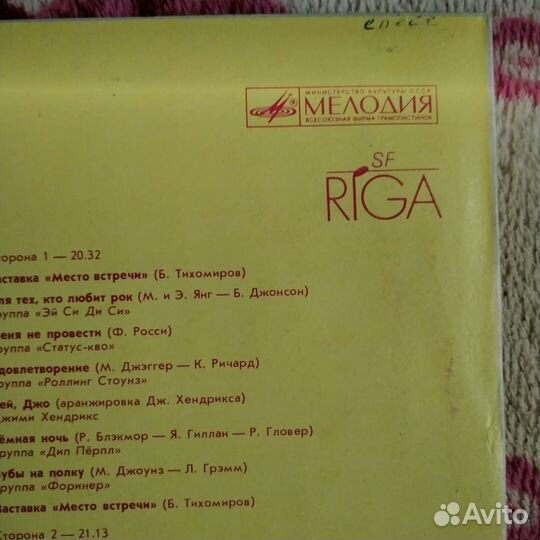 МИНИСТЕРСТВО КУЛЬТУРЫ СССР
МЕЛОДИЯ
ВСЕСОЮЗНАЯ ФИРМА ГРАМПЛАСТИНОК
SF
RIGA
торона 1 — 20.32
аставка «Место встречи» (Б. Тихомиров)
ля тех, кто любит рок (М. и Э. Янг — Б. Джонсон)
руппа «Эй Си Ди Си»
еня не провести (Ф. Росси)
руппа «Статус-кво»
довлетворение (М. Джэггер — К. Ричард)
руппа «Роллинг Стоунз»
ей, Джо (аранжировка Дж. Хендрикса)
жими Хендрикс
ёмная ночь (Р. Блэкмор — Я. Гиллан — Р. Гловер)
руппа «Дип Пёрпл»
убы на полку (М. Джоунз — Л. Грэмм)
руппа «Форинер»
аставка «Место встречи» (Б. Тихомиров)
Сторона 2 — 21.13
Avito